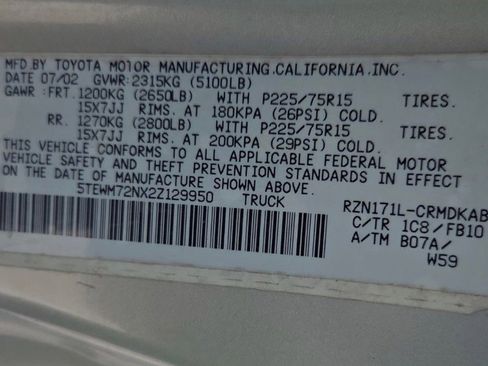 MFD.BY TOYOTA MOTOR MANUFACTURING.CALIFORNIA.INC.
DATE 07/02 GVWR:2315KG (5100LB)
GAWR :FRT.1200KG (2650LB) WITH P225/75R15 TIRES.
15X7JJ RIMS. AT 180KPA (26PSI) COLD.
RR. 1270KG (2800LB) WITH P225/75R15 TIRES.
15X7JJ RIMS. AT 200KPA (29PSI) COLD.
THIS VEHICLE CONFORMS TO ALL APPLICABLE FEDERAL MOTOR
VEHICLE SAFETY AND THEFT PREVENTION STANDARDS IN EFFECT
ON THE DATE OF MANUFACTURE SHOWN ABOVE.
5TEWM72NX2Z129950 TRUCK
RZN171L-CRMDKAB
C/TR 1C8/FB10
A/TM B07A/
W59